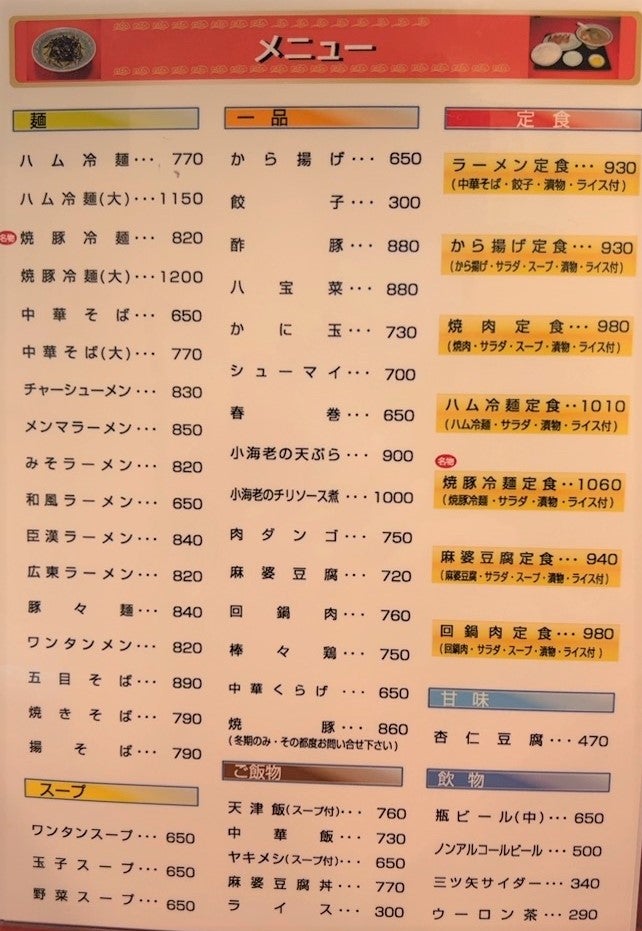 メニュー
麺
ハム冷麺・・・770
ハム冷麺(大)・・・1150
名物 焼豚冷麺・・・820
焼豚冷麺(大)・・・1200
中華そば・・・650
中華そば(大)・・・770
チャーシューメン・・・830
メンマラーメン・・・850
みそラーメン・・・820
和風ラーメン・・・650
臣漢ラーメン・・・840
広東ラーメン・・・820
豚々麺・・・840
ワンタンメン・・・820
五目そば・・・890
焼きそば・・・790
揚そば・・・790
スープ
ワンタンスープ・・・650
玉子スープ・・・650
野菜スープ・・・650
一品
から揚げ・・・650
餃子・・・300
酢豚・・・880
八宝菜・・・880
かに玉・・・730
シューマイ・・・700
春巻・・・650
小海老の天ぷら・・・900
小海老のチリソース煮・・・1000
肉ダンゴ・・・750
麻婆豆腐・・・720
回鍋肉・・・760
棒々鶏・・・750
中華くらげ・・・650
焼豚・・・860
(冬期のみ・その都度お問い合せ下さい)
ご飯物
天津飯(スープ付)・・・760
中華飯・・・730
ヤキメシ(スープ付)・・・650
麻婆豆腐丼・・・770
ライス・・・300
定食
ラーメン定食・・・930
(中華そば・餃子・漬物・ライス付)
から揚げ定食・・・930
(から揚げ・サラダ・スープ・漬物・ライス付)
焼肉定食・・・980
(焼肉・サラダ・スープ・漬物・ライス付)
ハム冷麺定食・・1010
(ハム冷麺・サラダ・漬物・ライス付)
名物
焼豚冷麺定食・・1060
(焼豚冷麺・サラダ・漬物・ライス付)
麻婆豆腐定食・・・940
(麻婆豆腐・サラダ・スープ・漬物・ライス付)
回鍋肉定食・・・980
(回鍋肉・サラダ・スープ・漬物・ライス付)
甘味
杏仁豆腐・・・470
飲物
瓶ビール(中)・・・650
ノンアルコールビール・・・500
三ツ矢サイダー・・・340
ウーロン茶・・・290